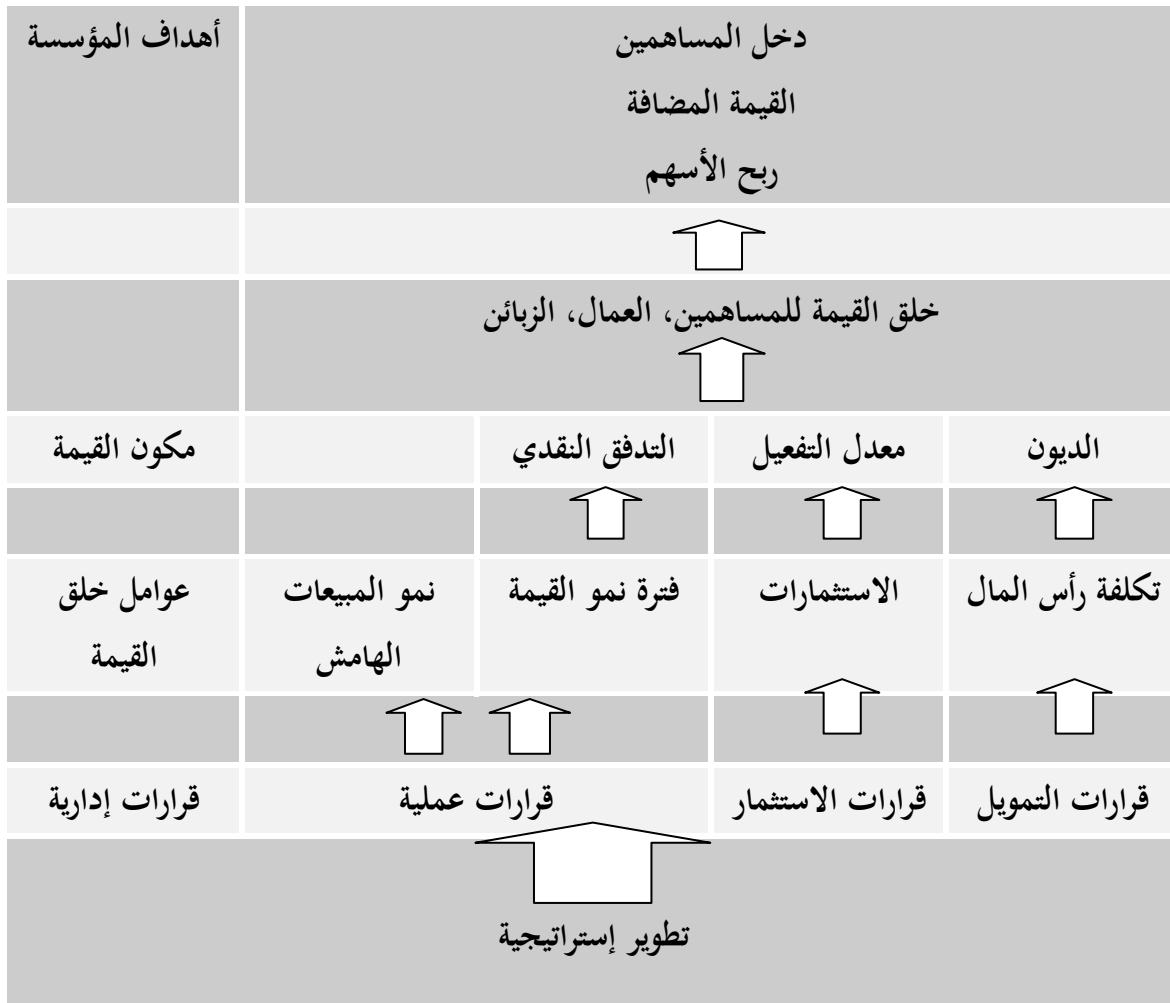 أهداف المؤسسة
دخل المساهمين
القيمة المضافة
ربح الأسهم
خلق القيمة للمساهمين، العمال، الزبائن
مكون القيمة
التدفق النقدي
معدل التفعيل
الديون
عوامل خلق
القيمة
نمو المبيعات
الهامش
فترة نمو القيمة
الاستثمارات
تكلفة رأس المال
قرارات إدارية
قرارات عملية
قرارات الاستثمار
قرارات التمويل
تطوير إستراتيجية